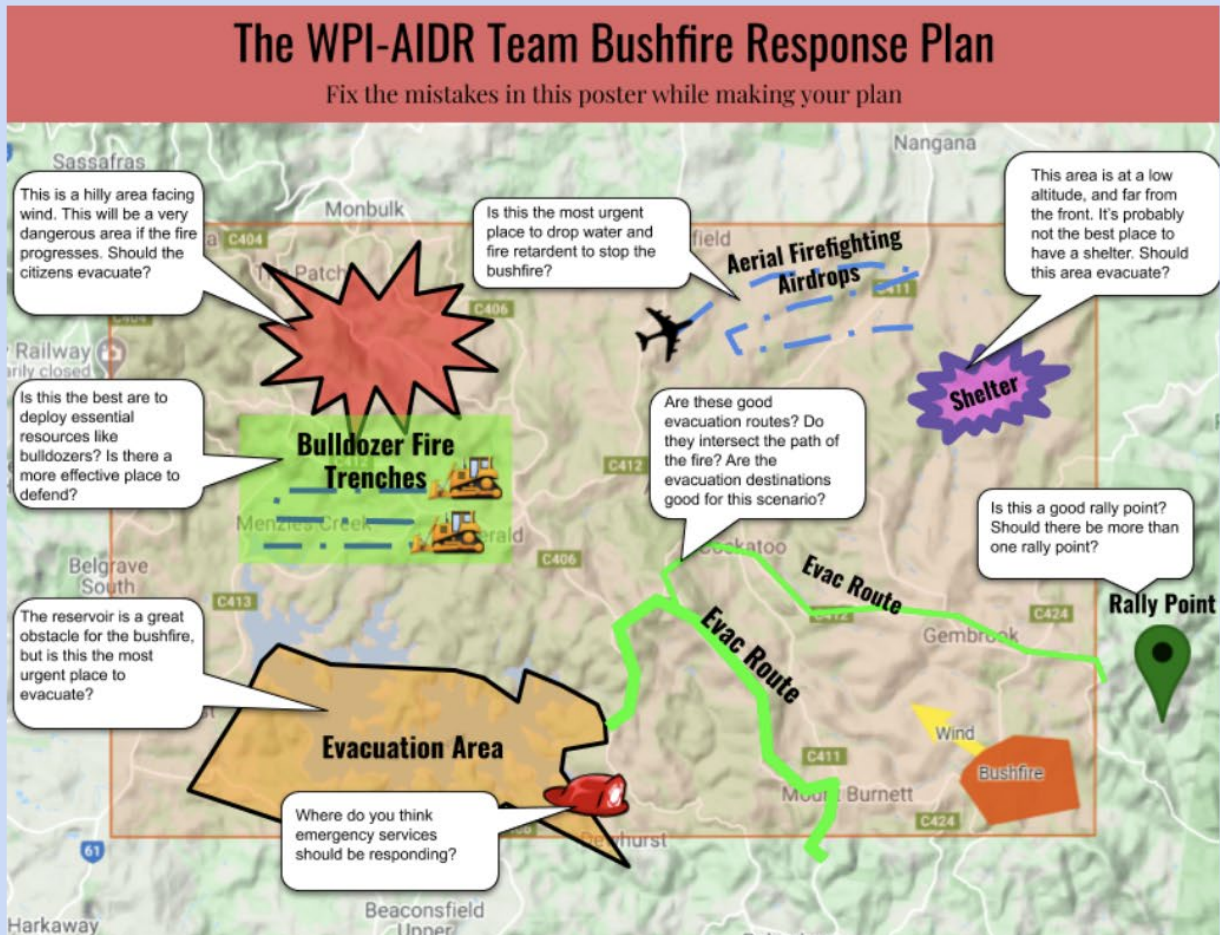 The WPI-AIDR Team Bushfire Response Plan
Fix the mistakes in this poster while making your plan
Nangana
Sassafras
This is a hilly area facing
wind. This will be a very
dangerous area if the fire
progresses. Should the
citizens evacuate?
Monbulk
C404
Patch
Is this the most urgent
place to drop water and
fire retardent to stop the
bushfire?
field
Aerial Firefighting
Airdrops
C411
This area is at a low
altitude, and far from
the front. It's probably
not the best place to
have a shelter. Should
this area evacuate?
C406
C404
Railway
closed
Shelter
Is this the best are to
deploy essential
resources like
bulldozers? Is there a
more effective place to
defend?
Bulldozer Fire
Trenches
C412
Menzies Creek
erald
Are these good
evacuation routes? Do
they intersect the path of
the fire? Are the
evacuation destinations
good for this scenario?
C412
C406
Is this a good rally point?
Should there be more than
one rally point?
Belgrave
South
C413
Cockatoo
Evac Route
C412
Gembrook
C424
Rally Point
The reservoir is a great
obstacle for the bushfire,
but is this the most
urgent place to
evacuate?
Evac Route
Evacuation Area
Wind
Bushfire
C411
Mount Burnett
C424
Where do you think
emergency services
should be responding?
Dewhurst
61
Harkaway
Beaconsfield
Upper